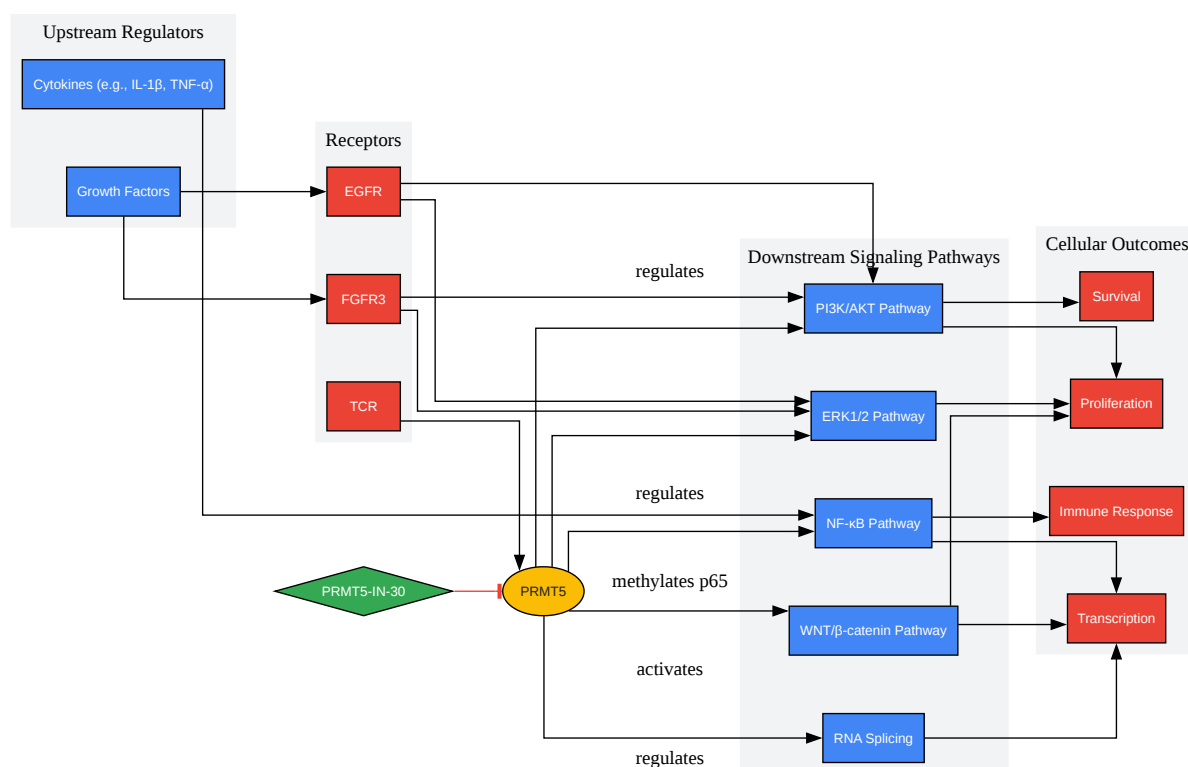 Upstream Regulators
Cytokines (e.g., IL-1β, TNF-α)
Growth Factors
Receptors
EGFR
FGFR3
TCR
PRMT5-IN-30
PRMT5
regulates
regulates
methylates p65
activates
regulates
Downstream Signaling Pathways
PI3K/AKT Pathway
ERK1/2 Pathway
NF-κB Pathway
WNT/β-catenin Pathway
RNA Splicing
Cellular Outcomes
Survival
Proliferation
Immune Response
Transcription